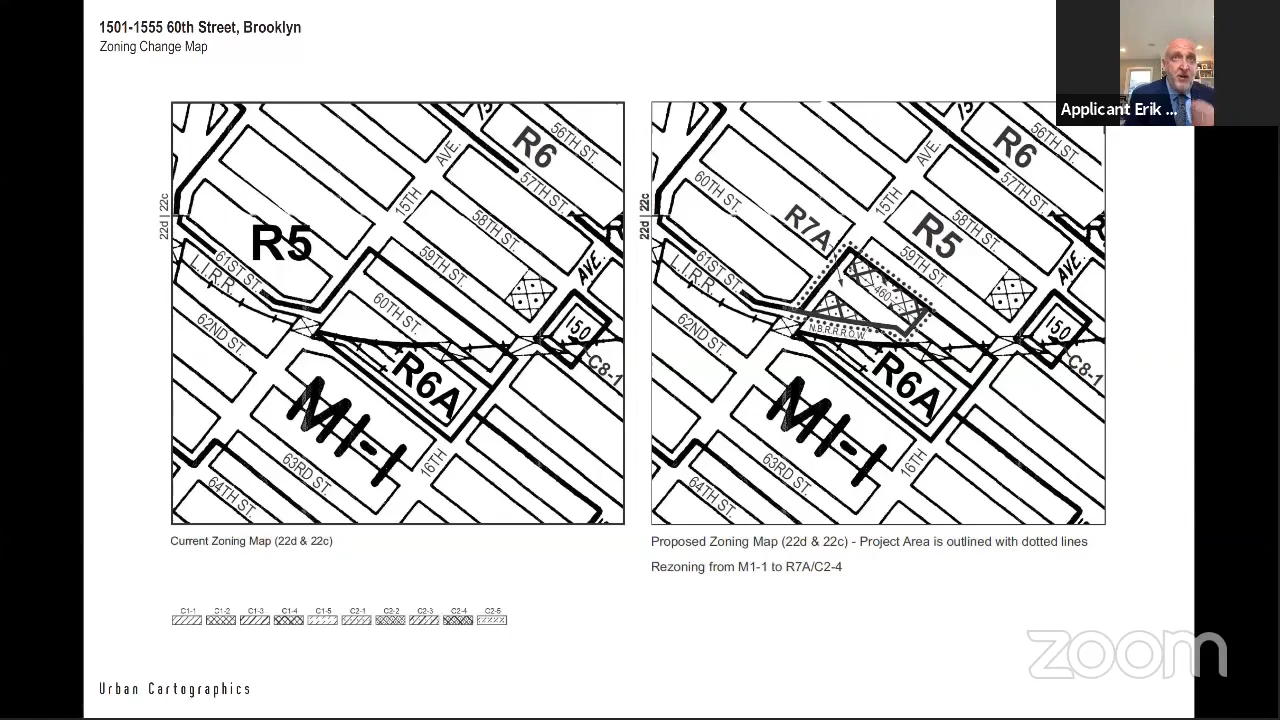 1501-1555 60th Street, Brooklyn
Zoning Change Map
Applicant Erik ...
22d | 22c
R5
R6
R6A
M1-1
C8-1
150
AVE.
AVE.
15TH
16TH
56TH ST.
57TH ST.
58TH ST.
59TH ST.
60TH ST.
61ST ST.
L.I.R.R.
62ND ST.
63RD ST.
64TH ST.
22d | 22c
R7A
R5
R6
R6A
M1-1
C8-1
150
460
N.B.R.R.R.O.W.
AVE.
AVE.
15TH
16TH
56TH ST.
57TH ST.
58TH ST.
59TH ST.
60TH ST.
61ST ST.
L.I.R.R.
62ND ST.
63RD ST.
64TH ST.
Current Zoning Map (22d & 22c)
Proposed Zoning Map (22d & 22c) - Project Area is outlined with dotted lines
Rezoning from M1-1 to R7A/C2-4
C1-1 C1-2 C1-3 C1-4 C1-5 C2-1 C2-2 C2-3 C2-4 C2-5
Urban Cartographics
zoom